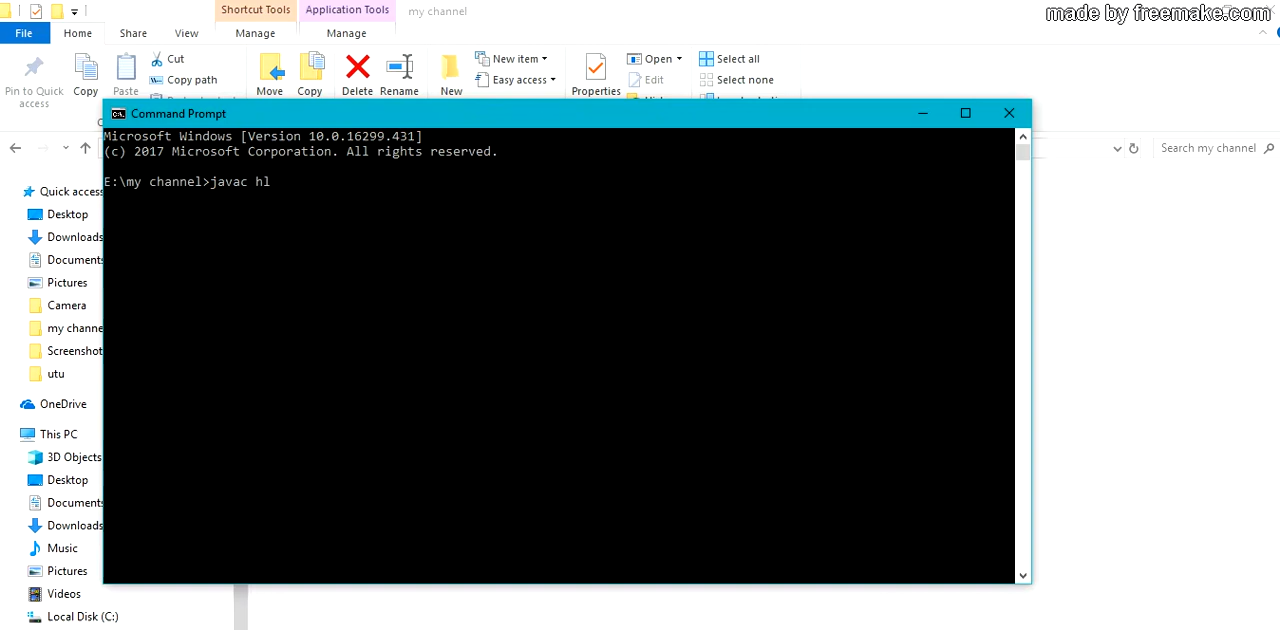 Shortcut Tools
Application Tools
my channel
made by freemake.com
File
Home
Share
View
Manage
Manage
Pin to Quick access
Copy
Paste
Cut
Copy path
Move
Copy
Delete
Rename
New
New item
Easy access
Properties
Open
Edit
Select all
Select none
Command Prompt
Microsoft Windows [Version 10.0.16299.431]
(c) 2017 Microsoft Corporation. All rights reserved.
E:\my channel>javac hl
Search my channel
Quick access
Desktop
Downloads
Documents
Pictures
Camera
my channe
Screenshot
utu
OneDrive
This PC
3D Objects
Desktop
Documents
Downloads
Music
Pictures
Videos
Local Disk (C:)